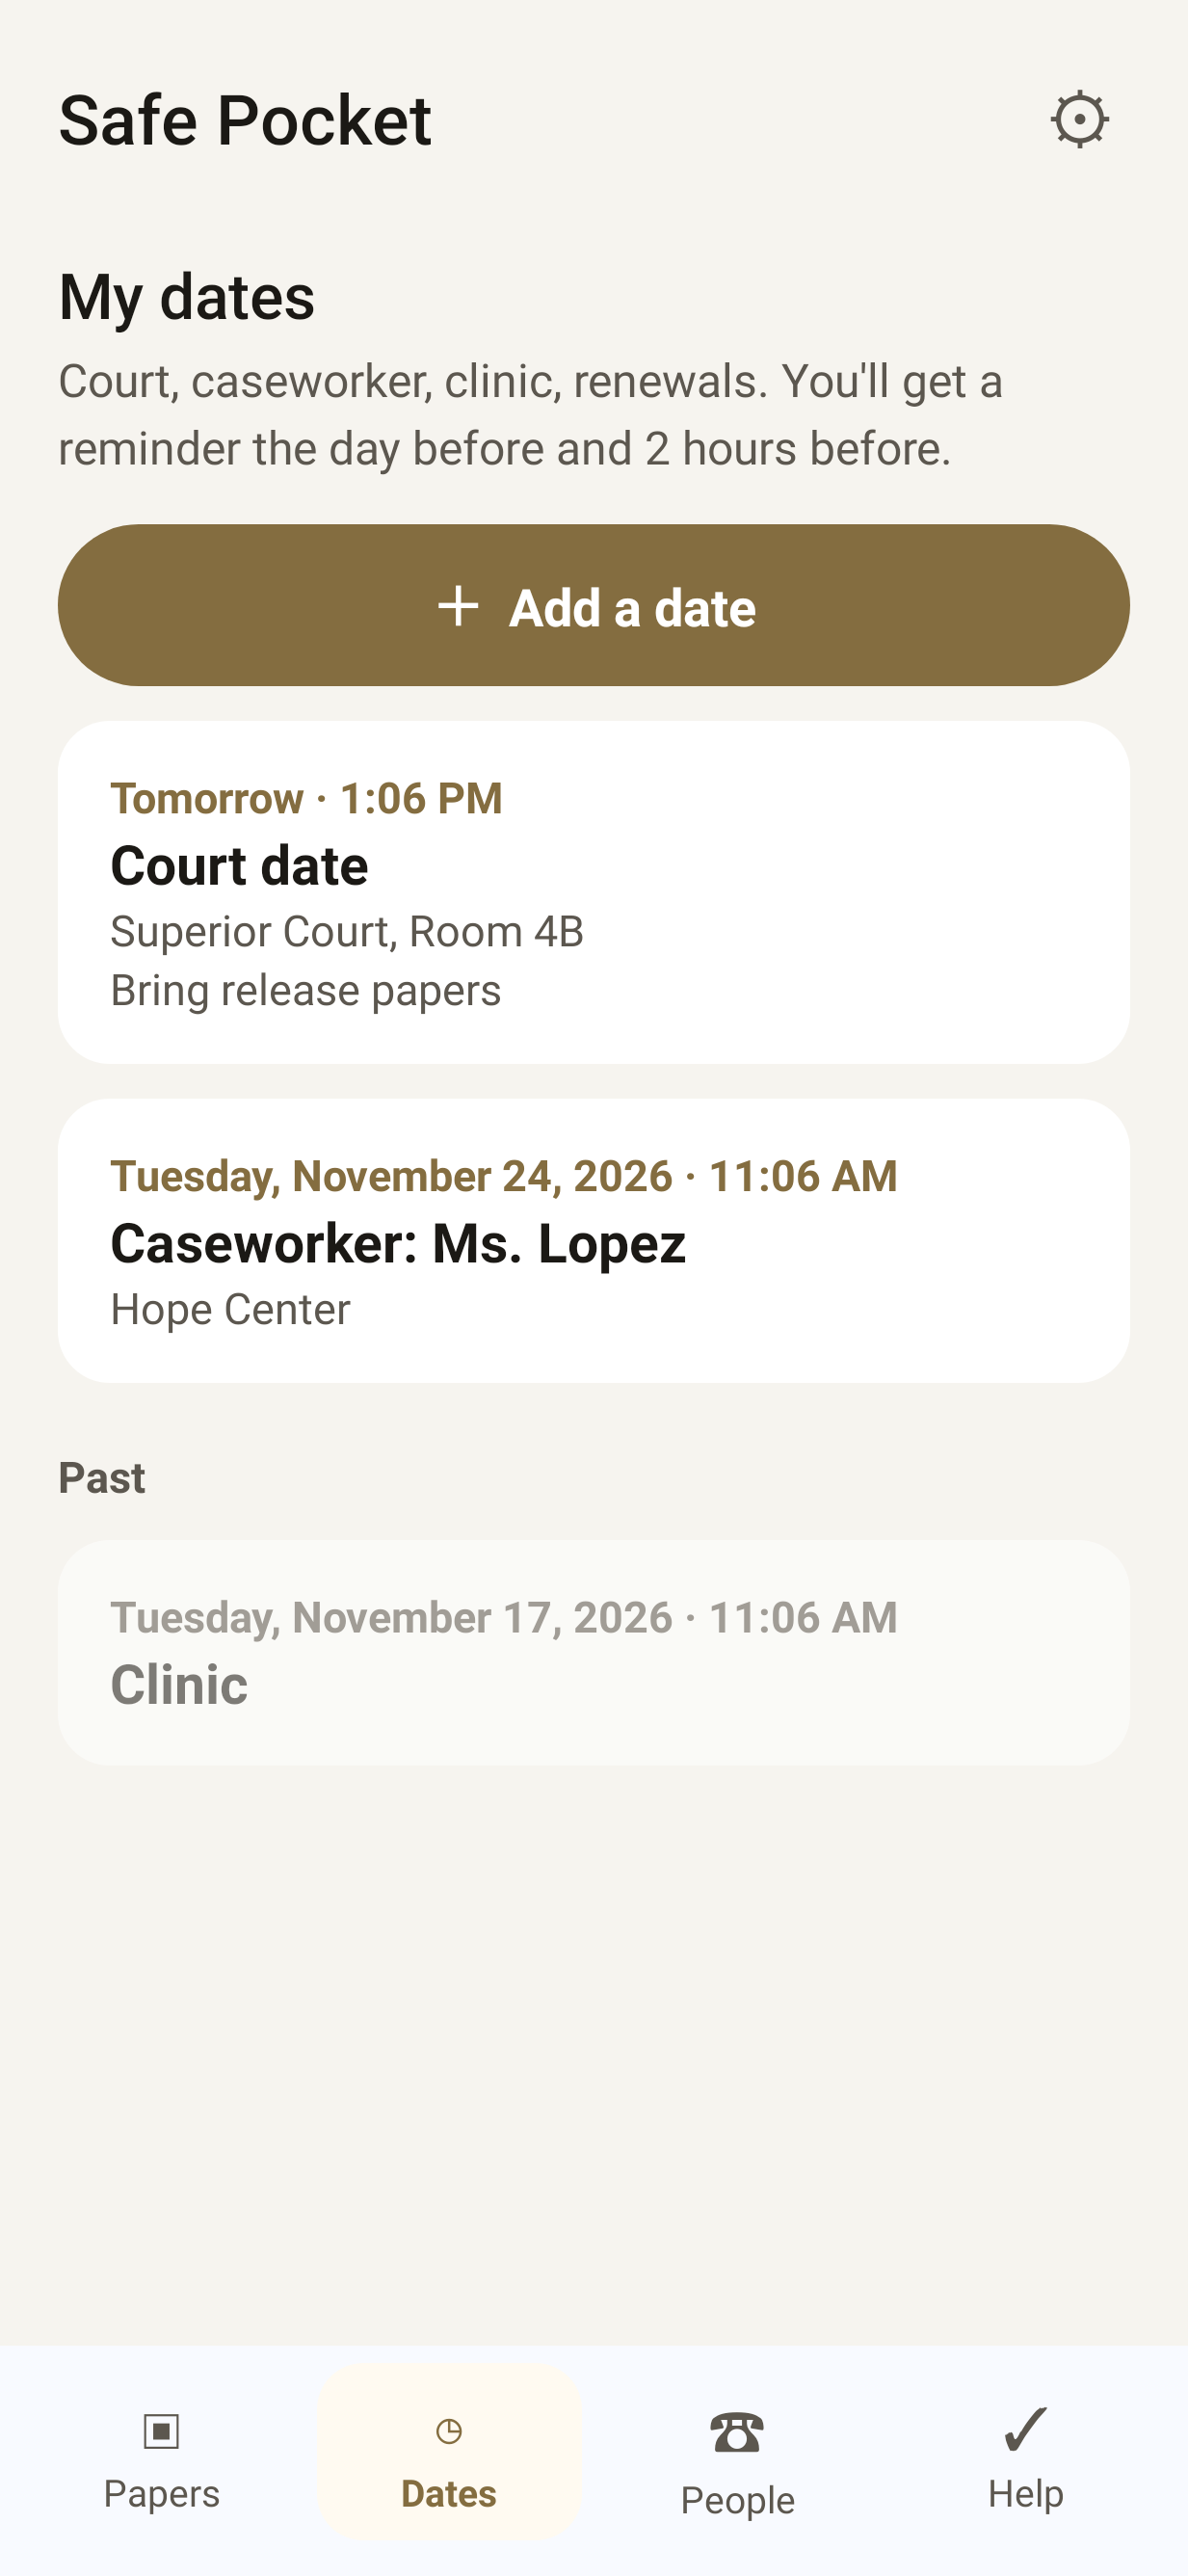 Safe Pocket
My dates
Court, caseworker, clinic, renewals. You'll get a
reminder the day before and 2 hours before.
+ Add a date
Tomorrow · 1:06 PM
Court date
Superior Court, Room 4B
Bring release papers
Tuesday, November 24, 2026 · 11:06 AM
Caseworker: Ms. Lopez
Hope Center
Past
Tuesday, November 17, 2026 · 11:06 AM
Clinic
Papers
Dates
People
Help